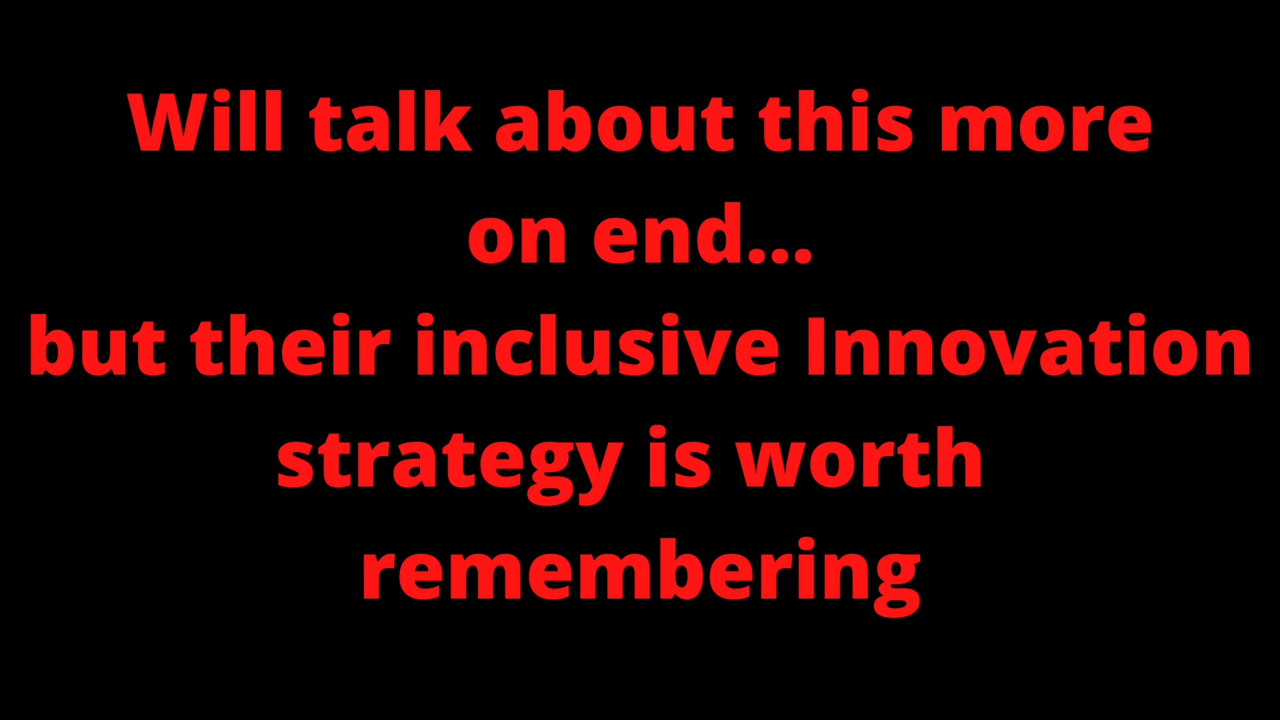 Will talk about this more
on end...
but their inclusive Innovation
strategy is worth
remembering